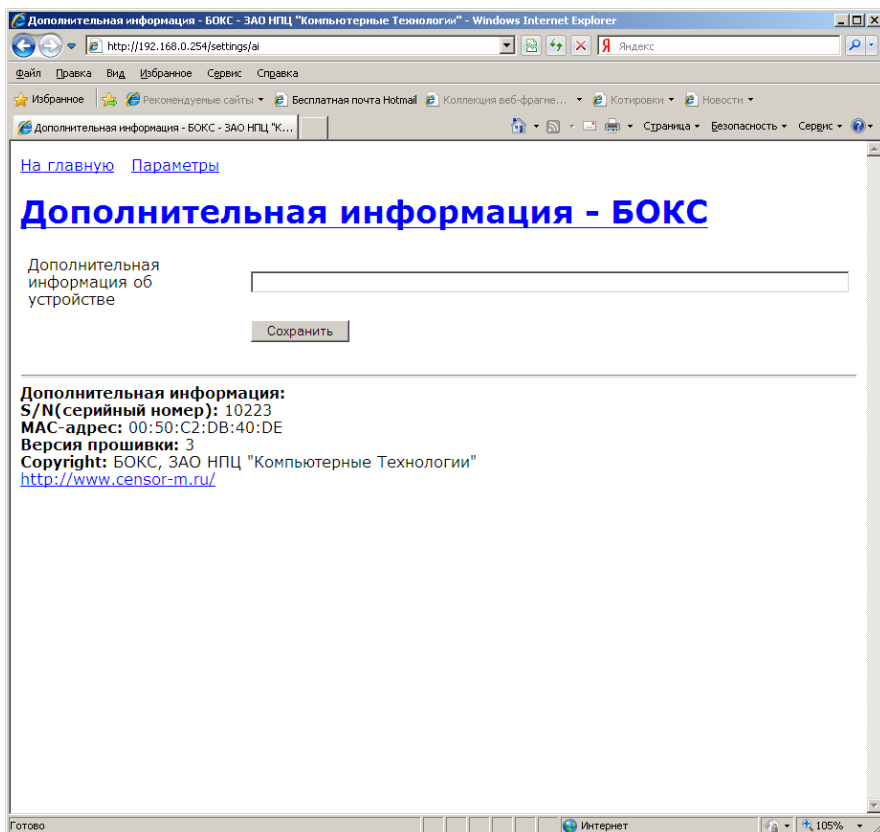 Дополнительная информация - БОКС - ЗАО НПЦ "Компьютерные Технологии" - Windows Internet Explorer
http://192.168.0.254/settings/ai
Яндекс
Файл Правка Вид Избранное Сервис Справка
Избранное Рекомендуемые сайты Бесплатная почта Hotmail Коллекция веб-фрагме... Котировки Новости
Дополнительная информация - БОКС - ЗАО НПЦ "К... Страница Безопасность Сервис
На главную Параметры
Дополнительная информация - БОКС
Дополнительная
информация об
устройстве
Сохранить
Дополнительная информация:
S/N(серийный номер): 10223
MAC-адрес: 00:50:C2:DB:40:DE
Версия прошивки: 3
Copyright: БОКС, ЗАО НПЦ "Компьютерные Технологии"
http://www.censor-m.ru/
Готово Интернет 105%